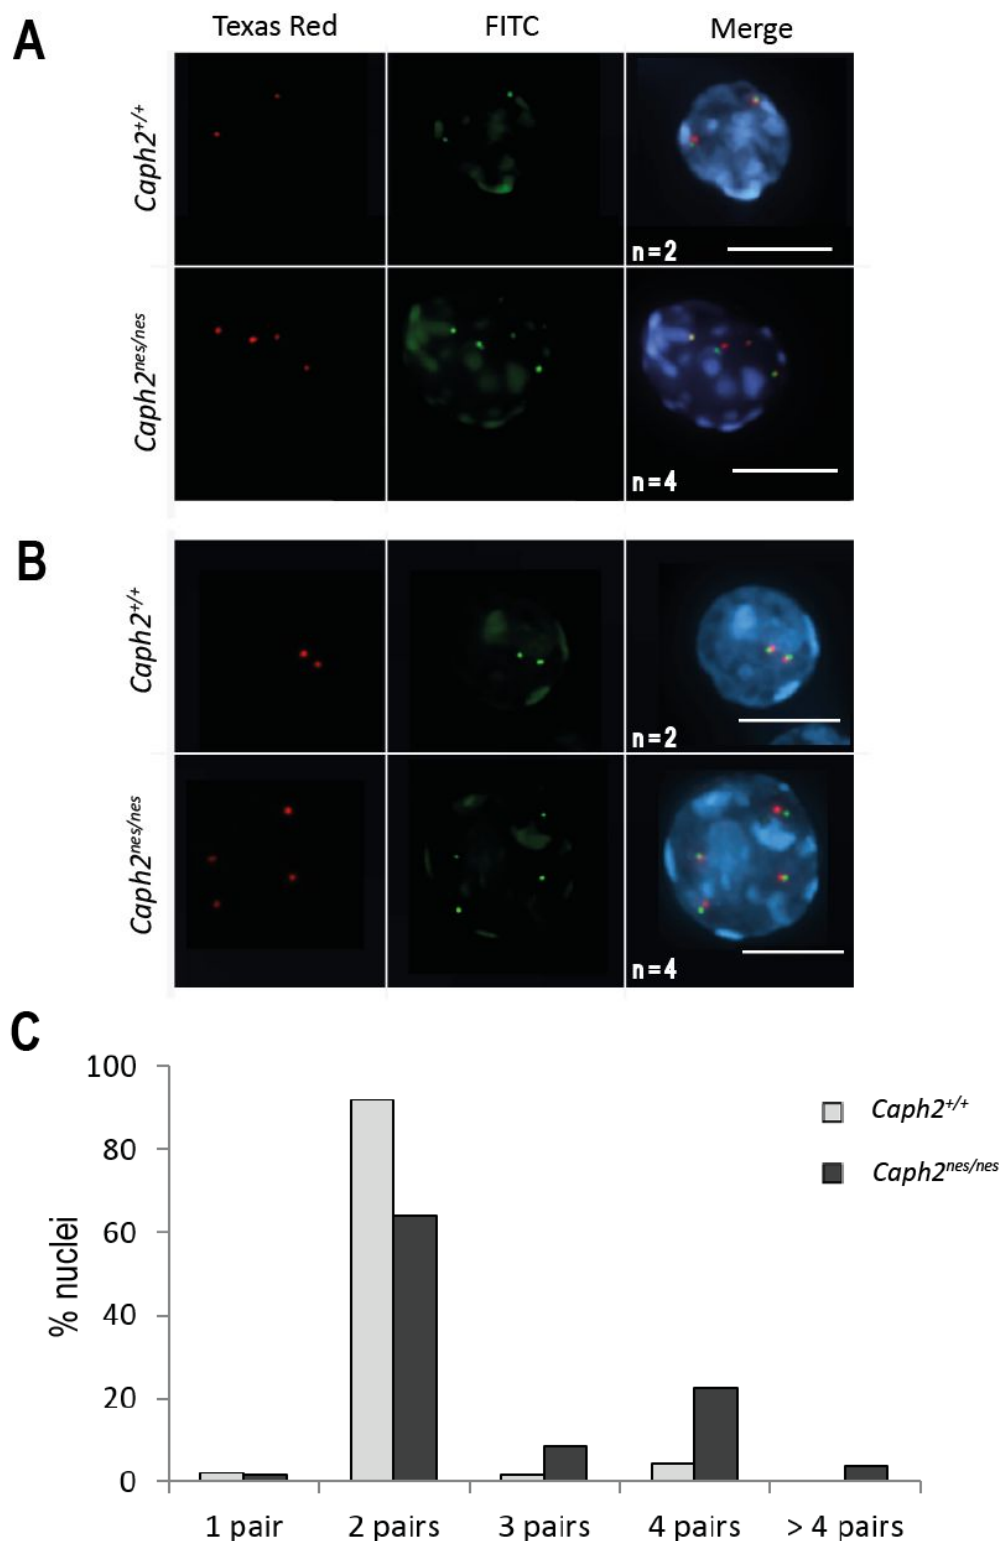 A
Texas Red FITC Merge
Caph2+/+
n=2
Caph2nes/nes
n=4
B
Caph2+/+
n=2
Caph2nes/nes
n=4
C
% nuclei
100
80
60
40
20
0
Caph2+/+
Caph2nes/nes
1 pair 2 pairs 3 pairs 4 pairs > 4 pairs